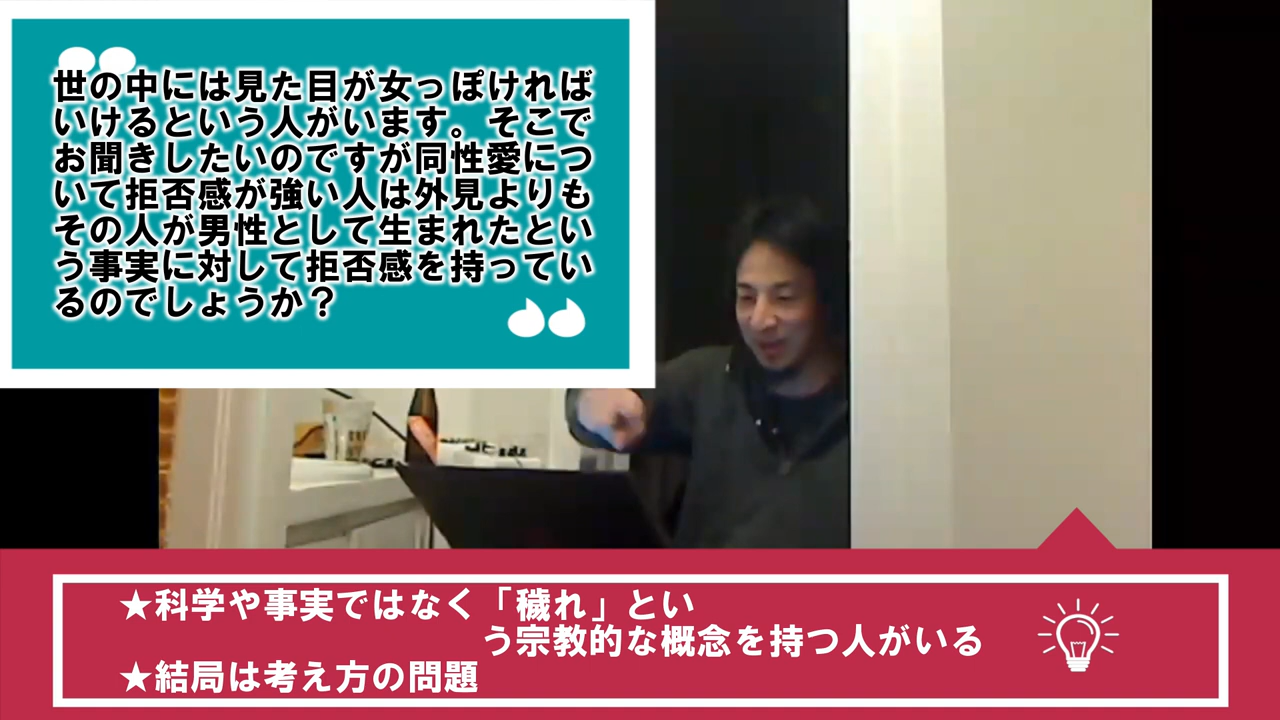 世の中には見た目が女っぽければ
いけるという人がいます。そこで
お聞きしたいのですが同性愛につ
いて拒否感が強い人は外見よりも
その人が男性として生まれたとい
う事実に対して拒否感を持ってい
るのでしょうか？
★科学や事実ではなく「穢れ」とい
う宗教的な概念を持つ人がいる
★結局は考え方の問題